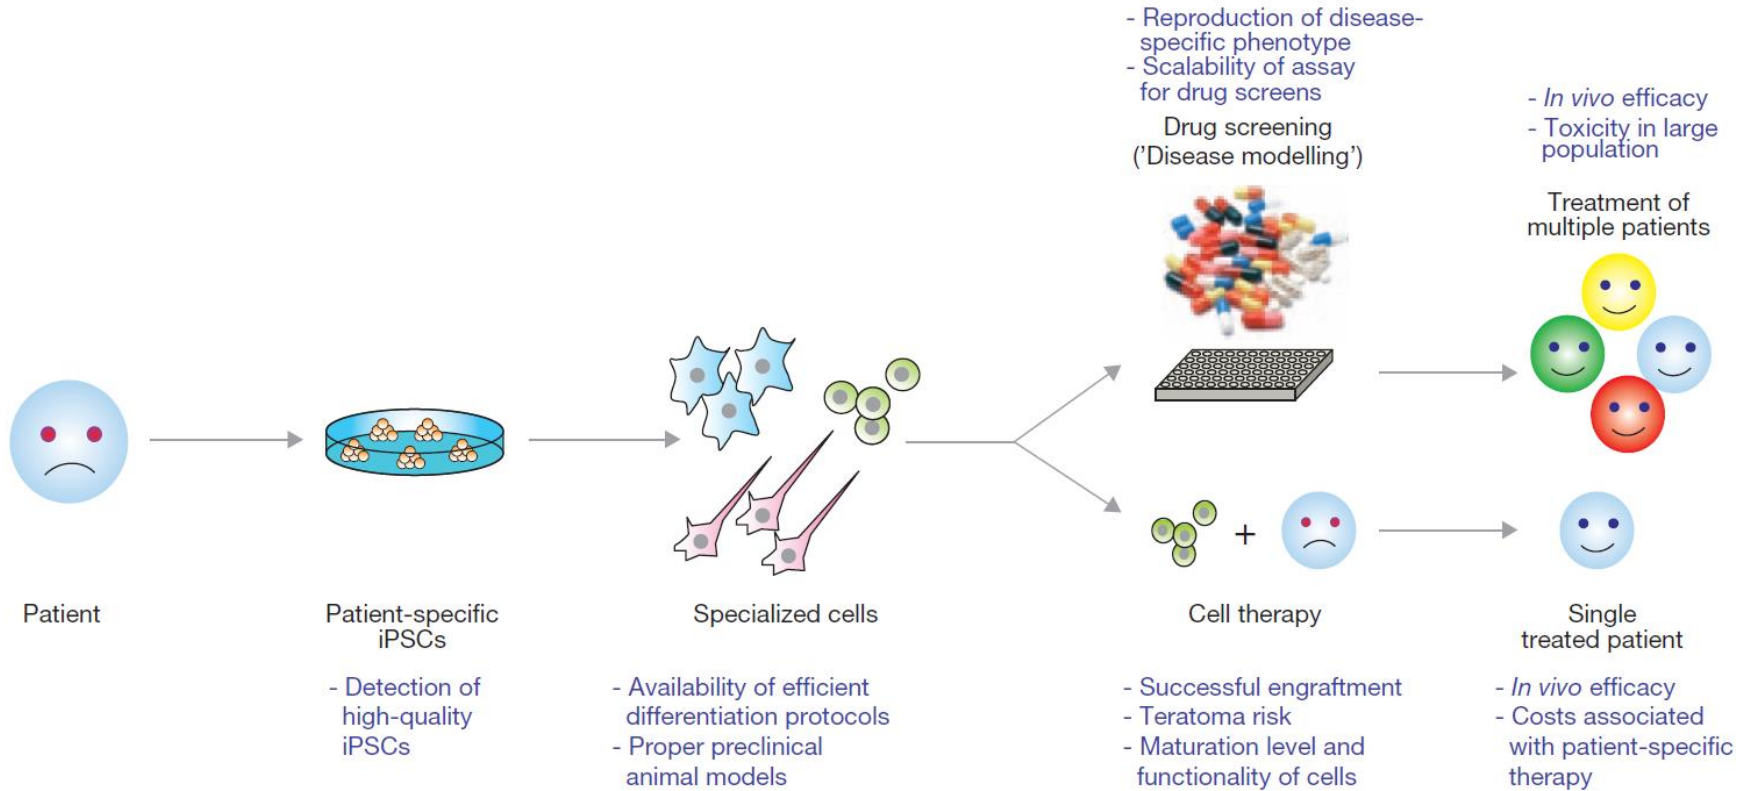 - Reproduction of disease-
specific phenotype
- Scalability of assay
for drug screens
Drug screening
('Disease modelling')
- In vivo efficacy
- Toxicity in large
population
Treatment of
multiple patients
+
Patient
Patient-specific
iPSCs
- Detection of
high-quality
iPSCs
Specialized cells
- Availability of efficient
differentiation protocols
- Proper preclinical
animal models
Cell therapy
- Successful engraftment
- Teratoma risk
- Maturation level and
functionality of cells
Single
treated patient
- In vivo efficacy
- Costs associated
with patient-specific
therapy